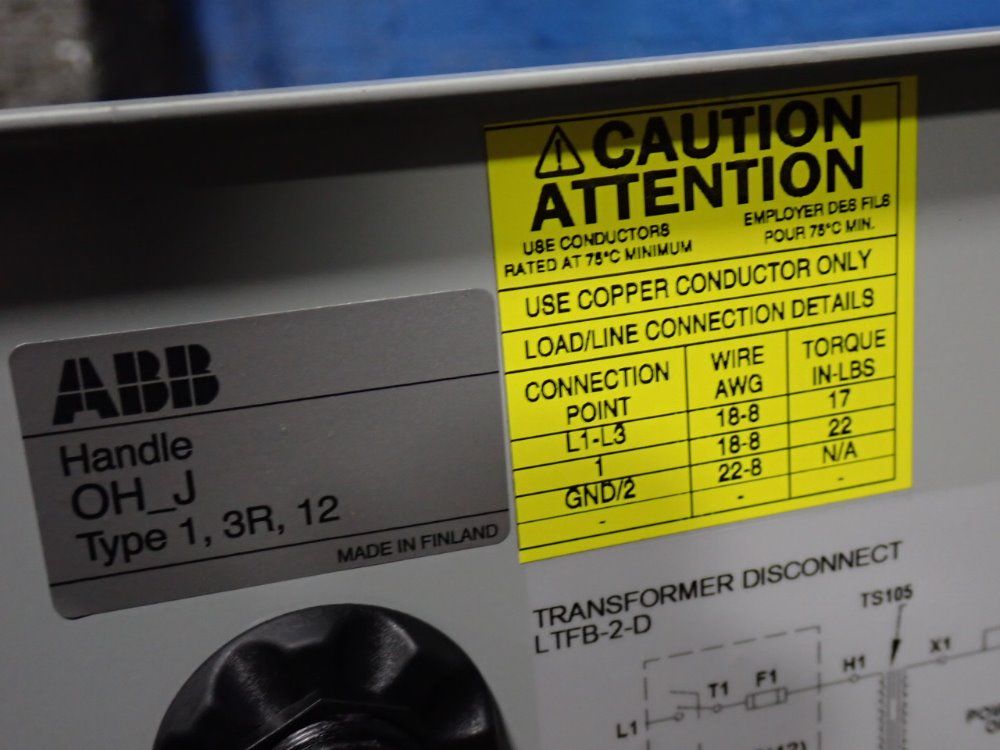 ABB
Handle
OH_J
Type 1, 3R, 12
MADE IN FINLAND
CAUTION
ATTENTION
USE CONDUCTORS
RATED AT 75°C MINIMUM
EMPLOYER DES FILS
POUR 75°C MIN.
USE COPPER CONDUCTOR ONLY
LOAD/LINE CONNECTION DETAILS
CONNECTION POINT WIRE AWG TORQUE IN-LBS
L1-L3 18-8 17
1 18-8 22
GND/2 22-8 N/A
- - -
TRANSFORMER DISCONNECT
LTFB-2-D
TS105
L1 T1 F1 H1 X1